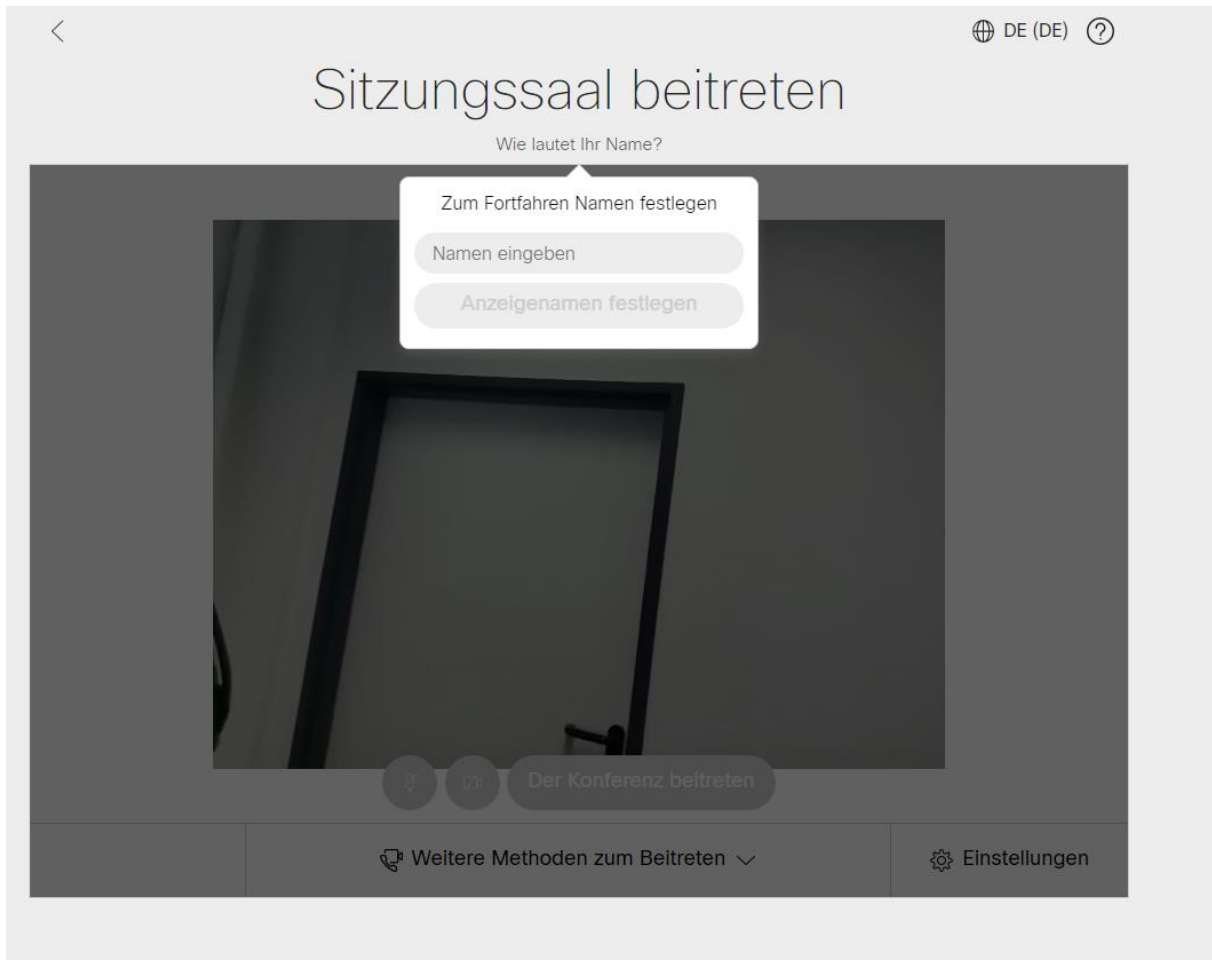 DE (DE)
Sitzungssaal beitreten
Wie lautet Ihr Name?
Zum Fortfahren Namen festlegen
Namen eingeben
Anzeigenamen festlegen
Der Konferenz beitreten
Weitere Methoden zum Beitreten
Einstellungen